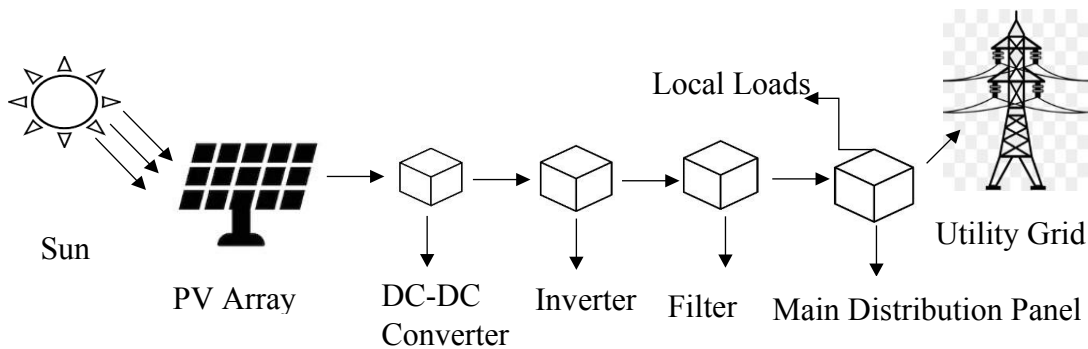 Local Loads
Sun
Utility Grid
PV Array
DC-DC
Converter
Inverter
Filter
Main Distribution Panel